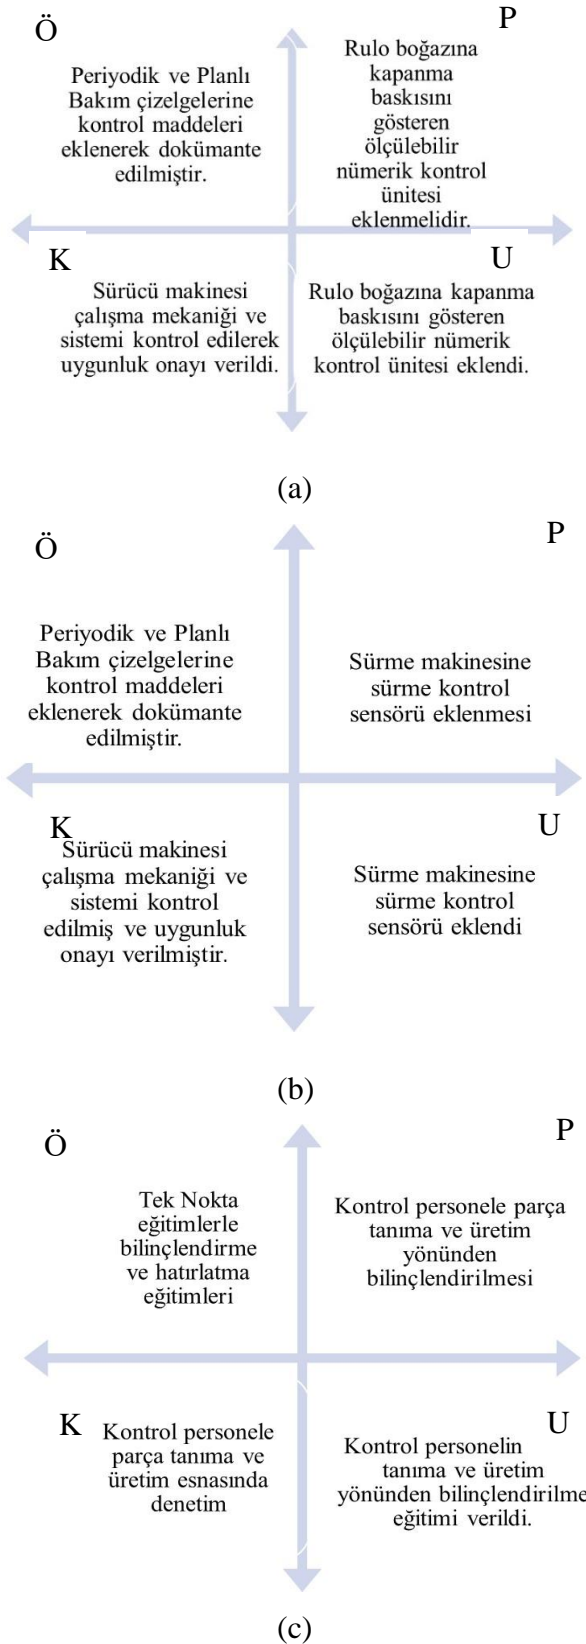 Ö
P
Periyodik ve Planlı
Bakım çizelgelerine
kontrol maddeleri
eklenerek dokümante
edilmiştir.
Rulo boğazına
kapanma
baskısını
gösteren
ölçülebilir
nümerik kontrol
ünitesi
eklenmelidir.
K
U
Sürücü makinesi
çalışma mekaniği ve
sistemi kontrol edilerek
uygunluk onayı verildi.
Rulo boğazına kapanma
baskısını gösteren
ölçülebilir nümerik
kontrol ünitesi eklendi.
(a)
Ö
P
Periyodik ve Planlı
Bakım çizelgelerine
kontrol maddeleri
eklenerek dokümante
edilmiştir.
Sürme makinesine
sürme kontrol
sensörü eklenmesi
K
U
Sürücü makinesi
çalışma mekaniği ve
sistemi kontrol
edilmiş ve uygunluk
onayı verilmiştir.
Sürme makinesine
sürme kontrol
sensörü eklendi
(b)
Ö
P
Tek Nokta
eğitimlerle
bilinçlendirme
ve hatırlatma
eğitimleri
Kontrol personele parça
tanıma ve üretim
yönünden
bilinçlendirilmesi
K
U
Kontrol personele
parça tanıma ve
üretim esnasında
denetim
Kontrol personelin
tanıma ve üretim
yönünden bilinçlendirilme
eğitimi verildi.
(c)